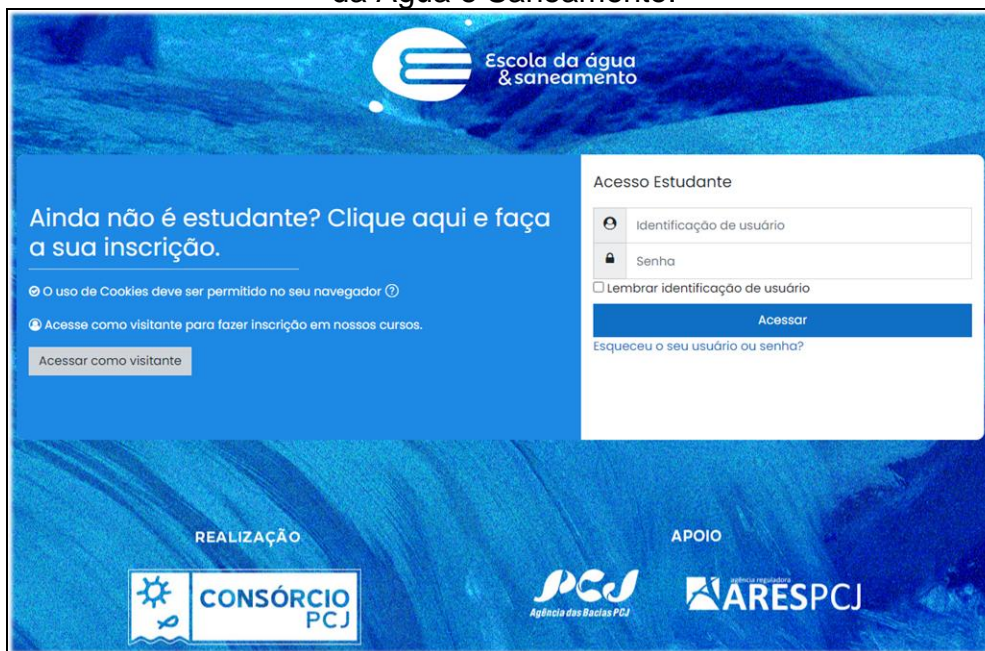 da Água e Saneamento.
Escola da água
&saneamento
Ainda não é estudante? Clique aqui e faça
a sua inscrição.
O uso de Cookies deve ser permitido no seu navegador
Acesse como visitante para fazer inscrição em nossos cursos.
Acessar como visitante
Acesso Estudante
Identificação de usuário
Senha
Lembrar identificação de usuário
Acessar
Esqueceu o seu usuário ou senha?
REALIZAÇÃO
CONSÓRCIO
PCJ
APOIO
PCJ
Agência das Bacias PCJ
agência reguladora
ARESPCJ